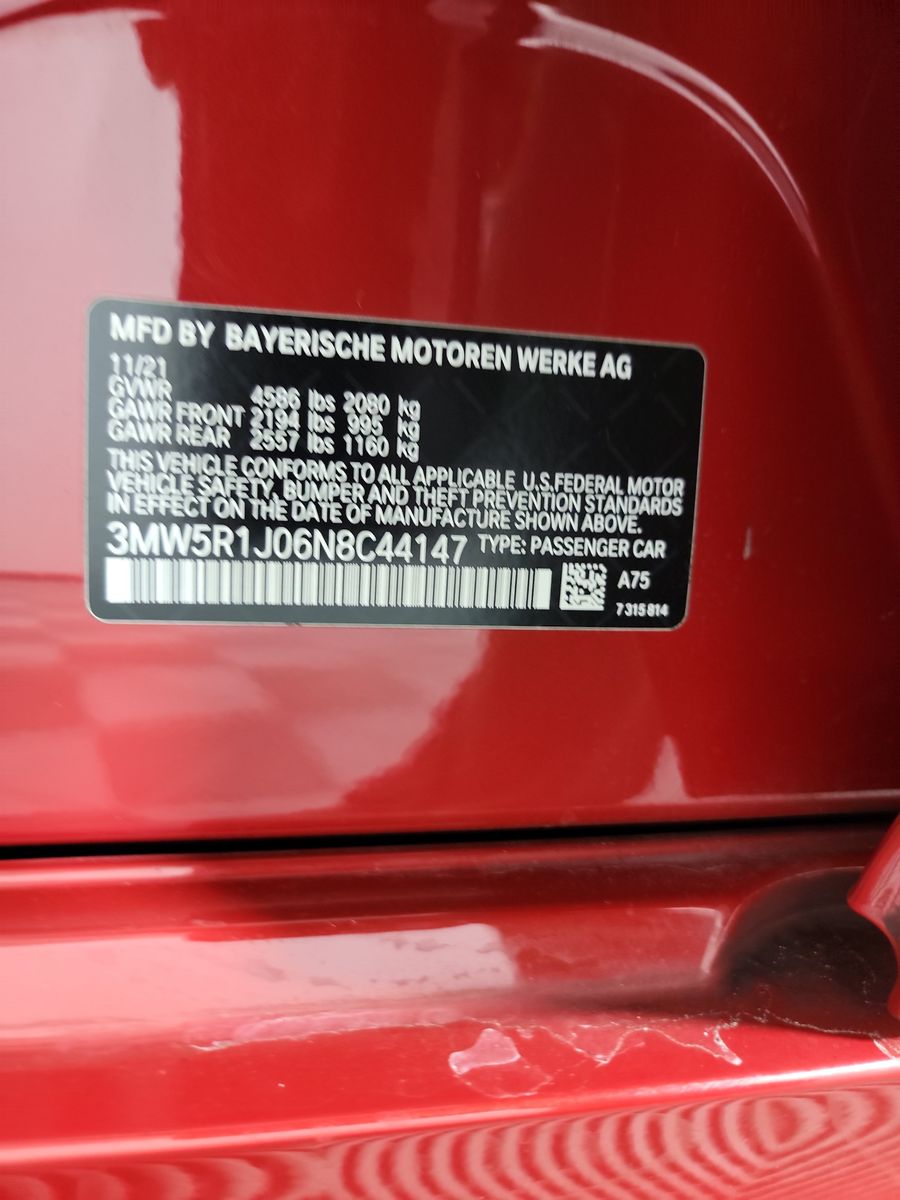 MFD BY BAYERISCHE MOTOREN WERKE AG
11/21
GVWR 4586 lbs 2080 kg
GAWR FRONT 2194 lbs 995 kg
GAWR REAR 2557 lbs 1160 kg
THIS VEHICLE CONFORMS TO ALL APPLICABLE U.S.FEDERAL MOTOR
VEHICLE SAFETY, BUMPER AND THEFT PREVENTION STANDARDS
IN EFFECT ON THE DATE OF MANUFACTURE SHOWN ABOVE.
3MW5R1J06N8C44147 TYPE: PASSENGER CAR
A75
7 315 814